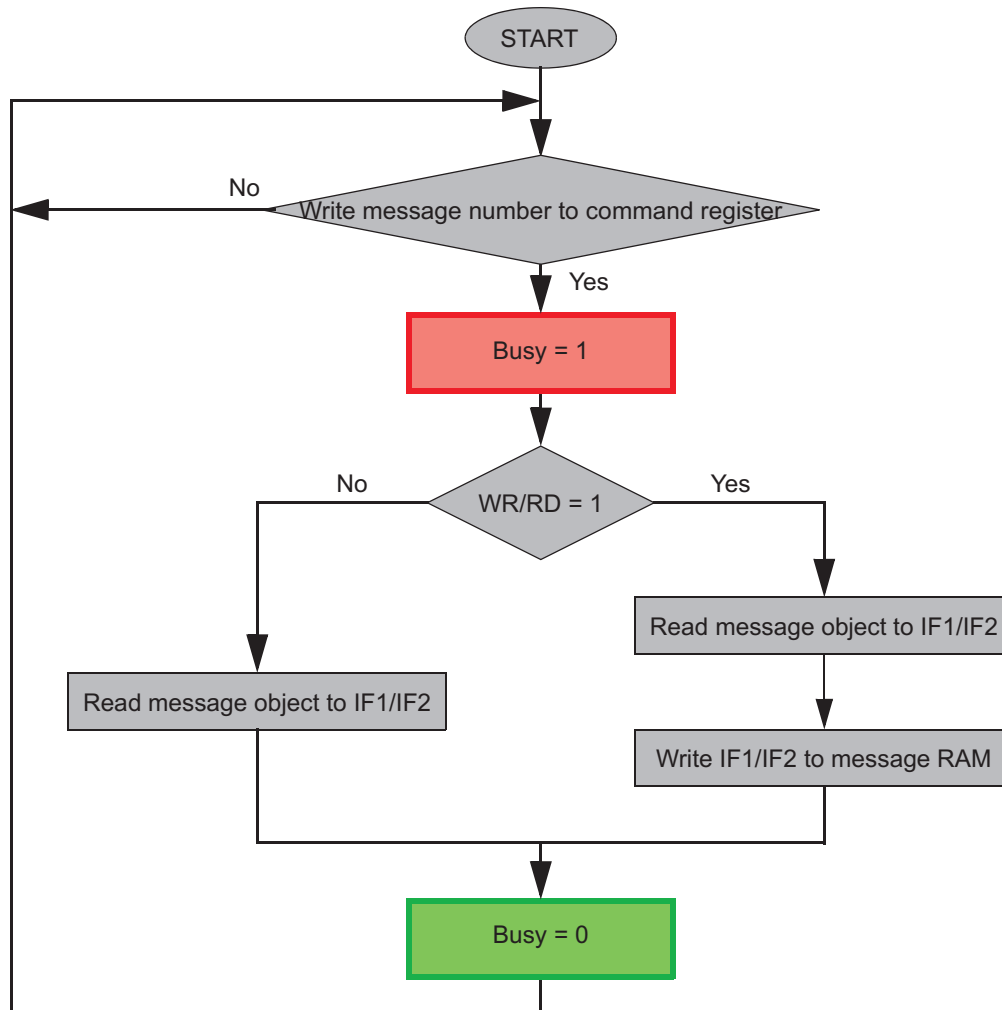 START
No
Write message number to command register
Yes
Busy = 1
No
WR/RD = 1
Yes
Read message object to IF1/IF2
Read message object to IF1/IF2
Write IF1/IF2 to message RAM
Busy = 0